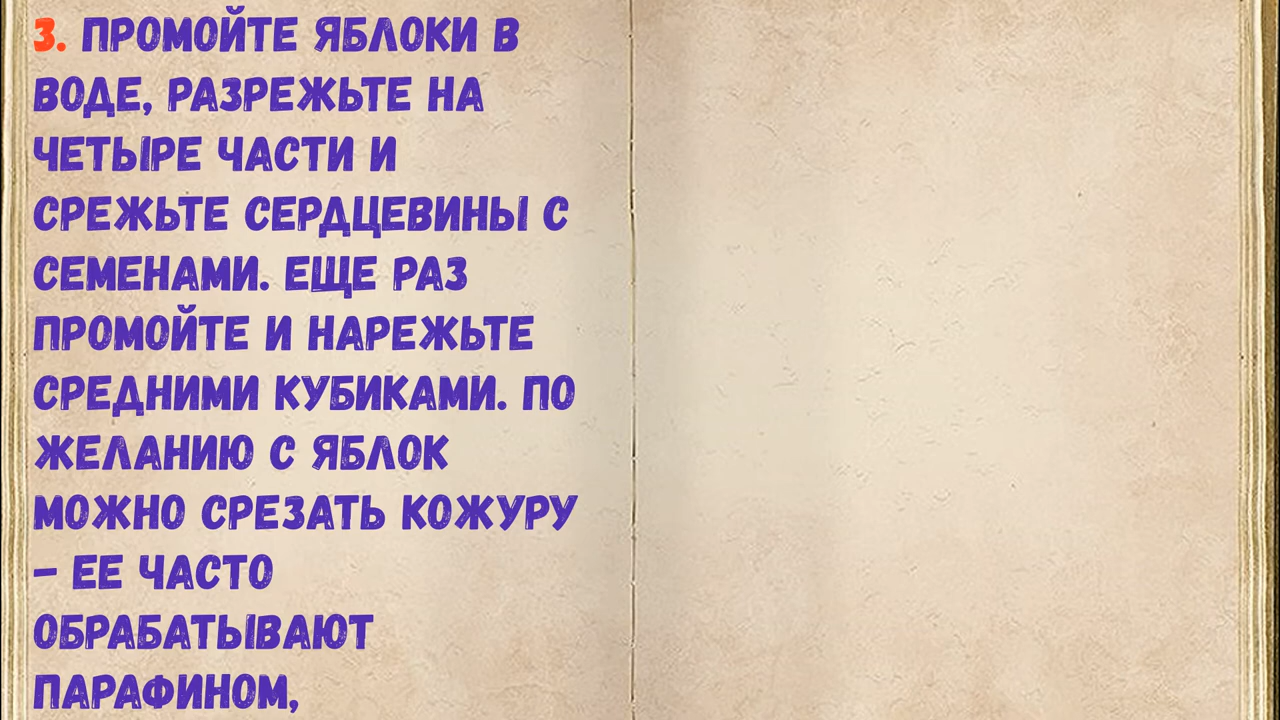 3. ПРОМОЙТЕ ЯБЛОКИ В
ВОДЕ, РАЗРЕЖЬТЕ НА
ЧЕТЫРЕ ЧАСТИ И
СРЕЖЬТЕ СЕРДЦЕВИНЫ С
СЕМЕНАМИ. ЕЩЕ РАЗ
ПРОМОЙТЕ И НАРЕЖЬТЕ
СРЕДНИМИ КУБИКАМИ. ПО
ЖЕЛАНИЮ С ЯБЛОК
МОЖНО СРЕЗАТЬ КОЖУРУ
– ЕЕ ЧАСТО
ОБРАБАТЫВАЮТ
ПАРАФИНОМ,